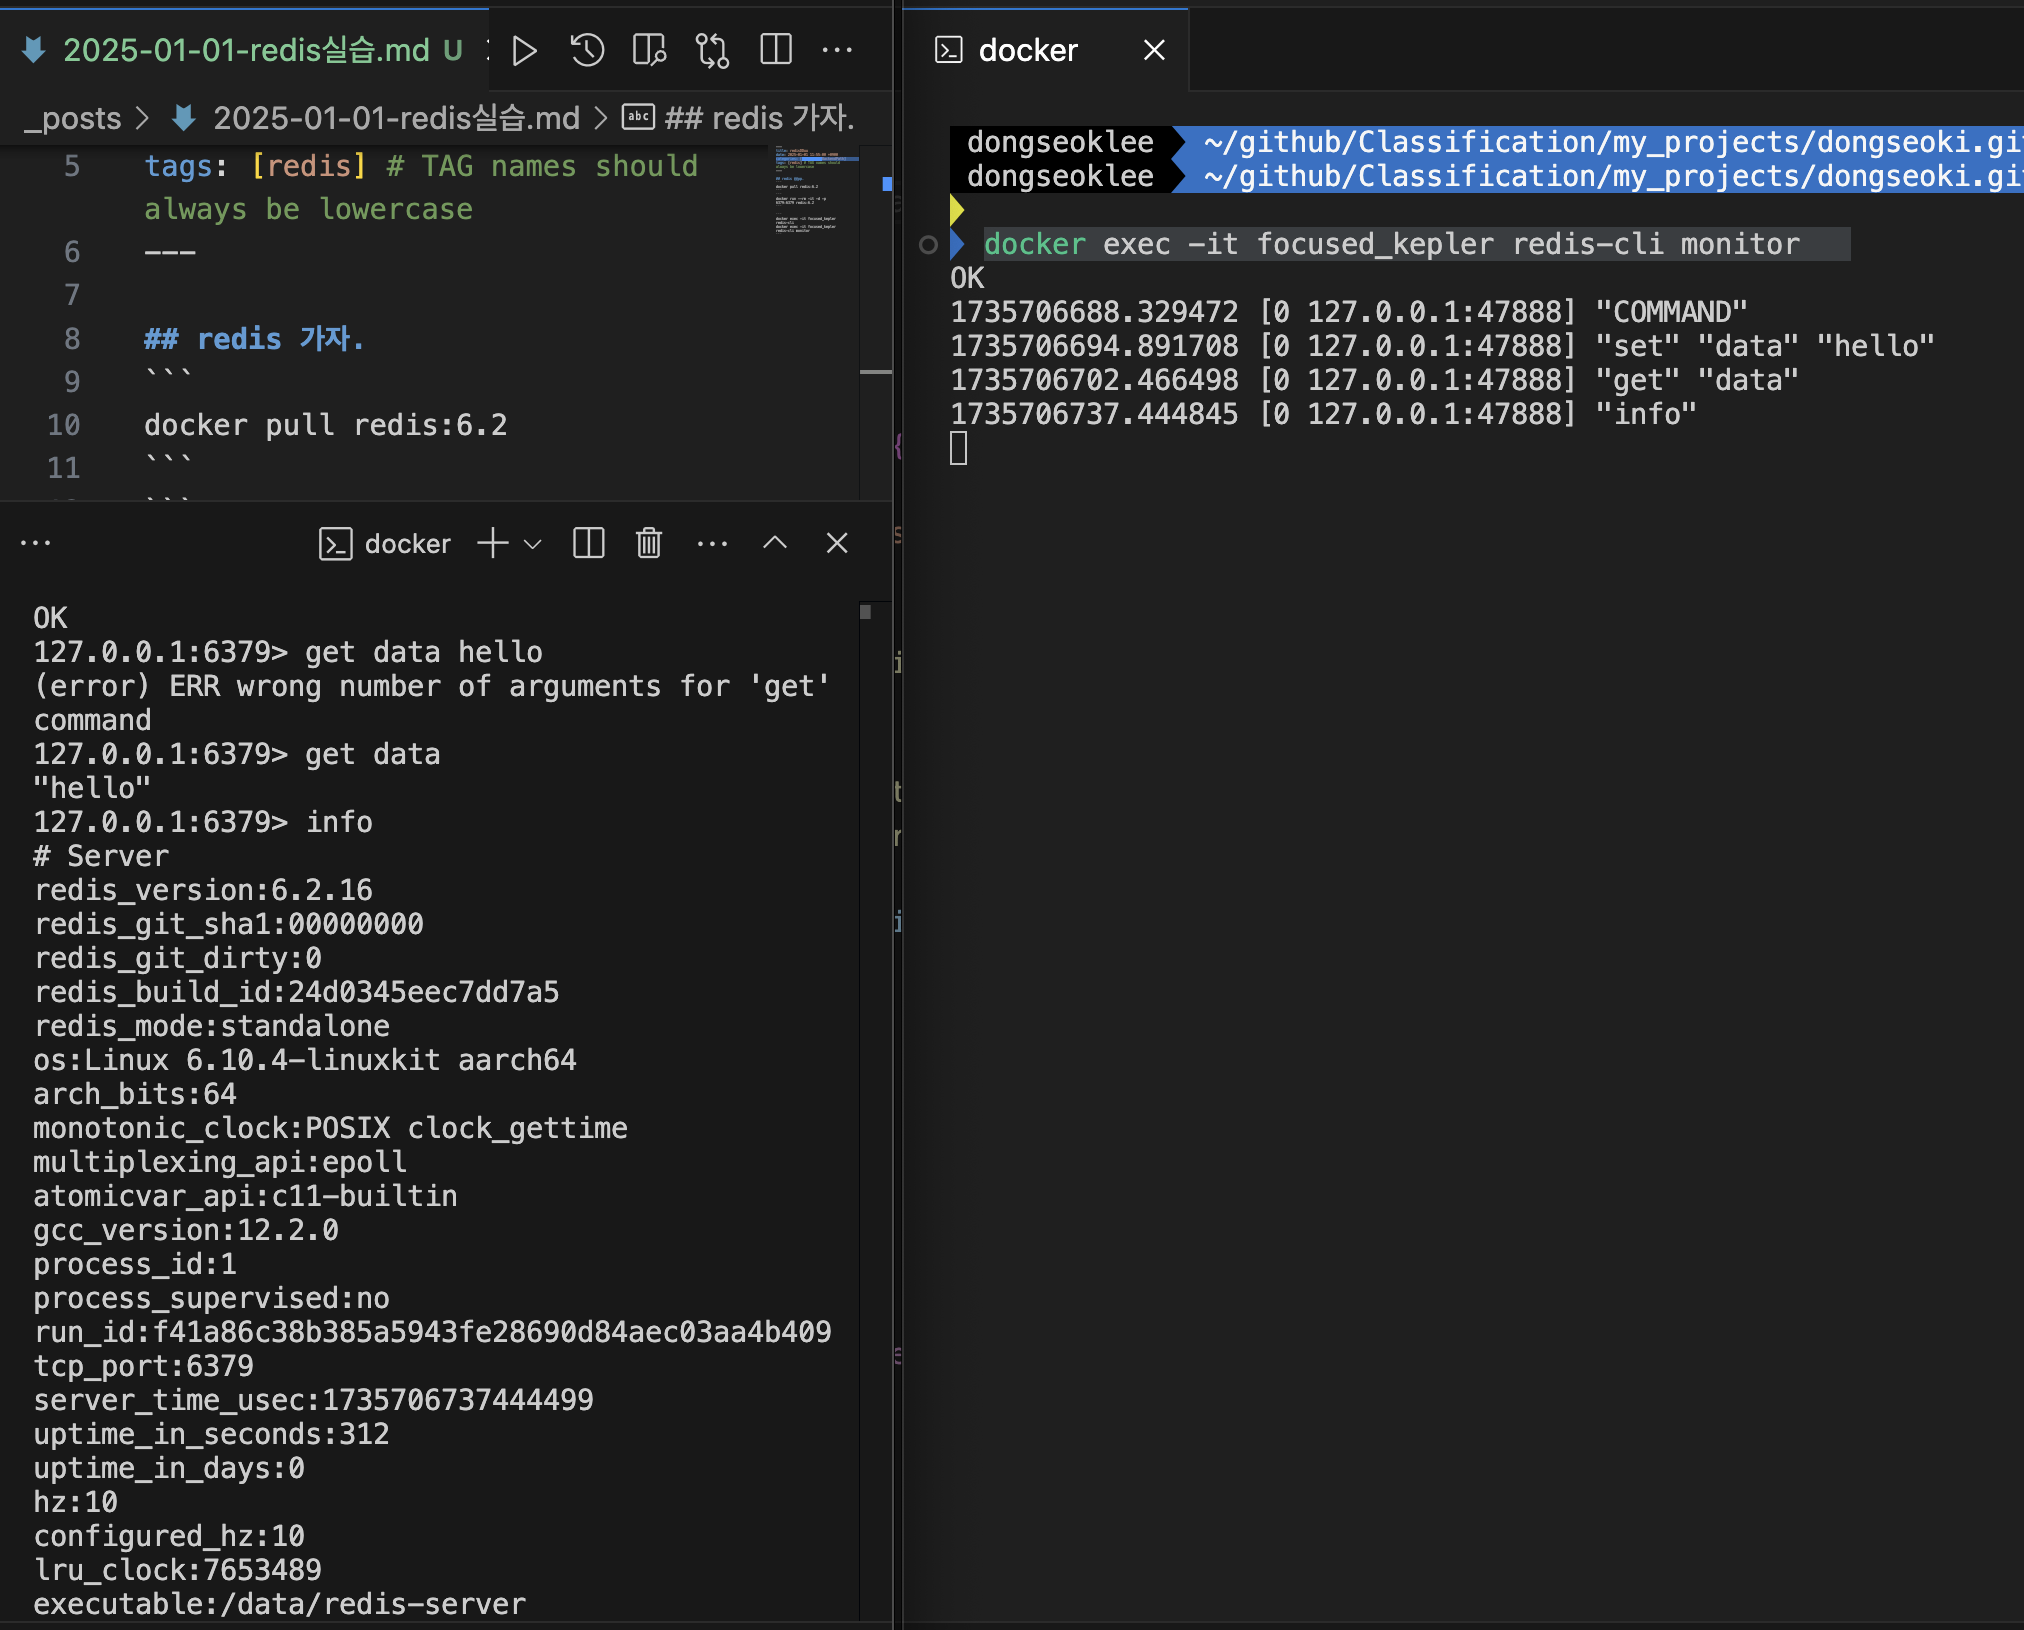 2025-01-01-redis실습.md U
_posts > 2025-01-01-redis실습.md > ## redis 가자.
5 tags: [redis] # TAG names should
always be lowercase
6 ---
7
8 ## redis 가자.
9 ```
10 docker pull redis:6.2
11 ```
docker
OK
127.0.0.1:6379> get data hello
(error) ERR wrong number of arguments for 'get'
command
127.0.0.1:6379> get data
"hello"
127.0.0.1:6379> info
# Server
redis_version:6.2.16
redis_git_sha1:00000000
redis_git_dirty:0
redis_build_id:24d0345eec7dd7a5
redis_mode:standalone
os:Linux 6.10.4-linuxkit aarch64
arch_bits:64
monotonic_clock:POSIX clock_gettime
multiplexing_api:epoll
atomicvar_api:c11-builtin
gcc_version:12.2.0
process_id:1
process_supervised:no
run_id:f41a86c38b385a5943fe28690d84aec03aa4b409
tcp_port:6379
server_time_usec:1735706737444499
uptime_in_seconds:312
uptime_in_days:0
hz:10
configured_hz:10
lru_clock:7653489
executable:/data/redis-server
docker
dongseoklee ~/github/Classification/my_projects/dongseoki.gi
dongseoklee ~/github/Classification/my_projects/dongseoki.gi
docker exec -it focused_kepler redis-cli monitor
OK
1735706688.329472 [0 127.0.0.1:47888] "COMMAND"
1735706694.891708 [0 127.0.0.1:47888] "set" "data" "hello"
1735706702.466498 [0 127.0.0.1:47888] "get" "data"
1735706737.444845 [0 127.0.0.1:47888] "info"